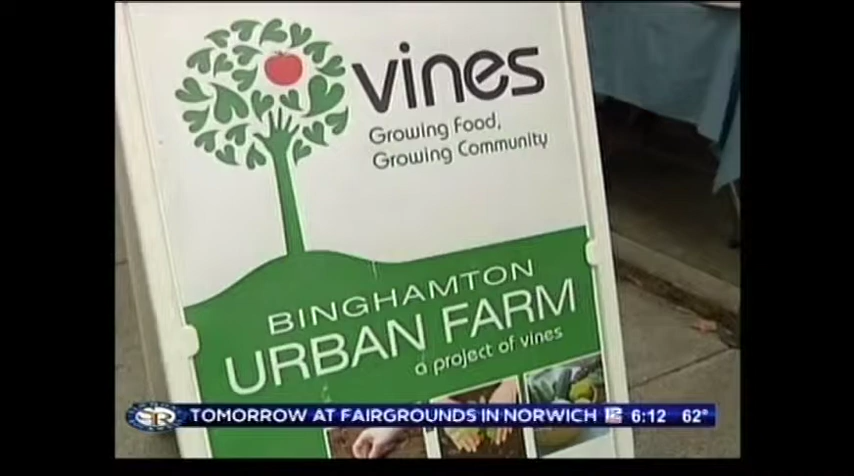 vines
Growing Food,
Growing Community
BINGHAMTON
URBAN FARM
a project of vines
TOMORROW AT FAIRGROUNDS IN NORWICH 12 6:12 62°